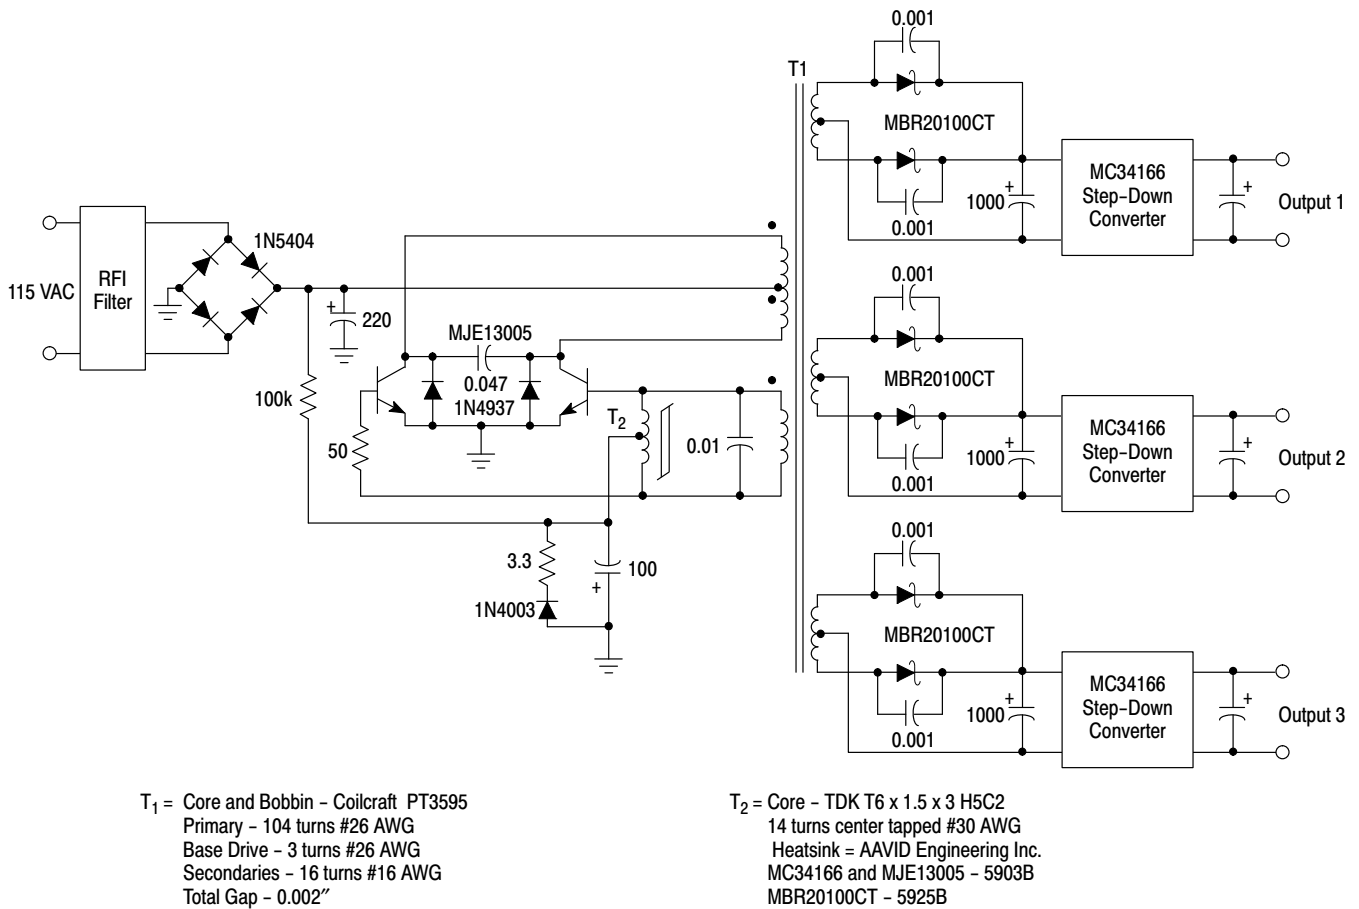 0.001
T1
MBR20100CT
MC34166
Step-Down
Converter
+
1000
+
Output 1
0.001
115 VAC
RFI
Filter
1N5404
+
220
100k
MJE13005
0.047
1N4937
50
T2
0.01
3.3
1N4003
100
+
0.001
MBR20100CT
MC34166
Step-Down
Converter
+
1000
+
Output 2
0.001
0.001
MBR20100CT
MC34166
Step-Down
Converter
+
1000
+
Output 3
0.001
T1 = Core and Bobbin - Coilcraft PT3595
Primary - 104 turns #26 AWG
Base Drive - 3 turns #26 AWG
Secondaries - 16 turns #16 AWG
Total Gap - 0.002″
T2 = Core - TDK T6 x 1.5 x 3 H5C2
14 turns center tapped #30 AWG
Heatsink = AAVID Engineering Inc.
MC34166 and MJE13005 - 5903B
MBR20100CT - 5925B